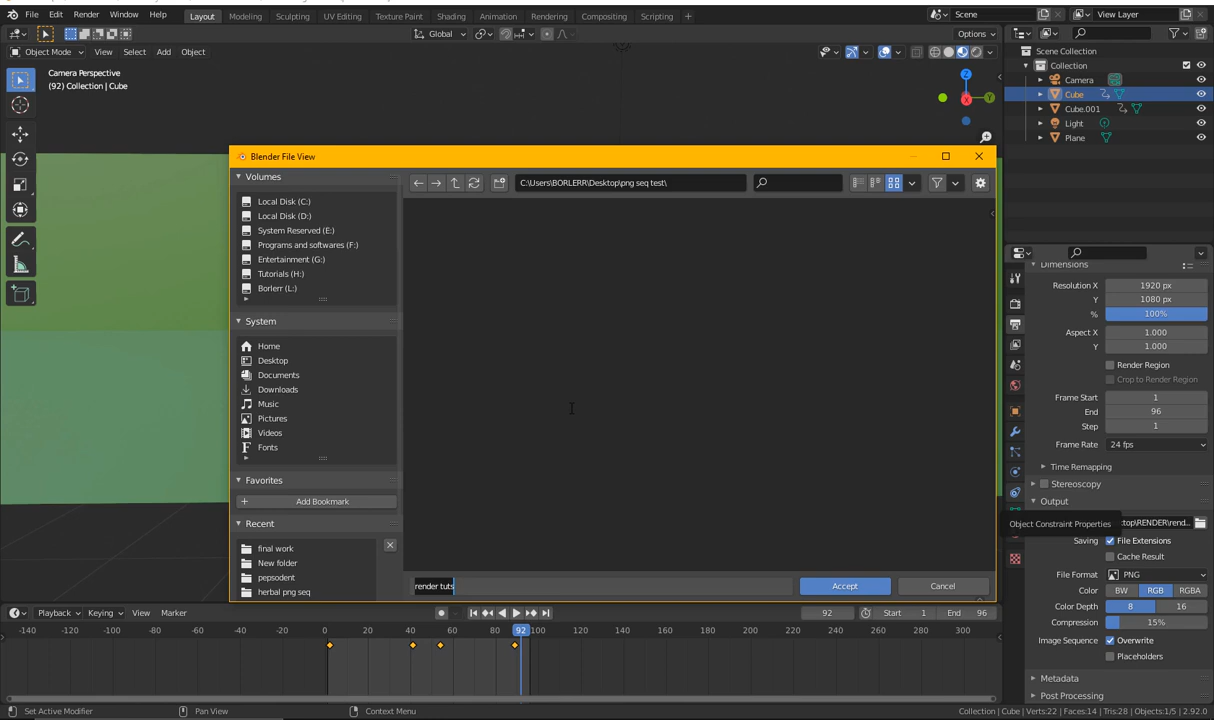 File Edit Render Window Help Layout Modeling Sculpting UV Editing Texture Paint Shading Animation Rendering Compositing Scripting + Scene View Layer
Global Options
Object Mode View Select Add Object
Camera Perspective
(92) Collection | Cube
Scene Collection
Collection
Camera
Cube
Cube.001
Light
Plane
X
Y
Z
Blender File View
Volumes
C:\Users\BORLERR\Desktop\png seq test\
Local Disk (C:)
Local Disk (D:)
System Reserved (E:)
Programs and softwares (F:)
Entertainment (G:)
Tutorials (H:)
Borlerr (L:)
System
Home
Desktop
Documents
Downloads
Music
Pictures
Videos
Fonts
Favorites
+ Add Bookmark
Recent
final work
New folder
pepsodent
herbal png seq
render tuts
Accept Cancel
Dimensions
Resolution X 1920 px
Y 1080 px
% 100%
Aspect X 1.000
Y 1.000
Render Region
Crop to Render Region
Frame Start 1
End 96
Step 1
Frame Rate 24 fps
Time Remapping
Stereoscopy
Output
Object Constraint Properties
top\RENDER\rend...
Saving File Extensions
Cache Result
File Format PNG
Color BW RGB RGBA
Color Depth 8 16
Compression 15%
Image Sequence Overwrite
Placeholders
Metadata
Post Processing
Playback Keying View Marker 92 Start 1 End 96
-140 -120 -100 -80 -60 -40 -20 0 20 40 60 80 92 100 120 140 160 180 200 220 240 260 280 300
Set Active Modifier Pan View Context Menu Collection | Cube | Verts:22 | Faces:14 | Tris:28 | Objects:1/5 | 2.92.0